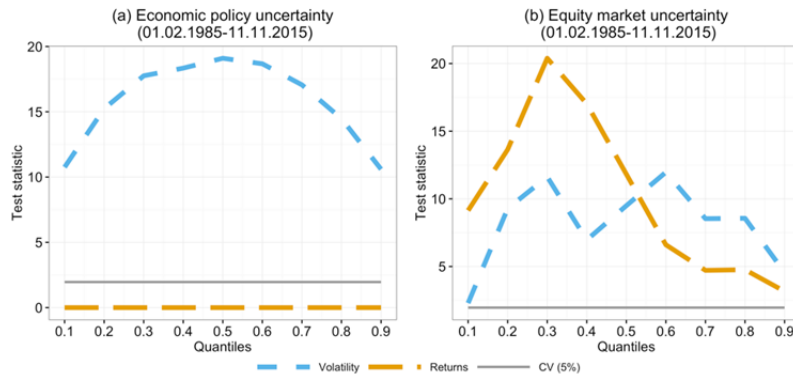 (a) Economic policy uncertainty
(01.02.1985-11.11.2015)
20
15
10
5
0
Test statistic
0.1 0.2 0.3 0.4 0.5 0.6 0.7 0.8 0.9
Quantiles
(b) Equity market uncertainty
(01.02.1985-11.11.2015)
20
15
10
5
Test statistic
0.1 0.2 0.3 0.4 0.5 0.6 0.7 0.8 0.9
Quantiles
Volatility Returns CV (5%)